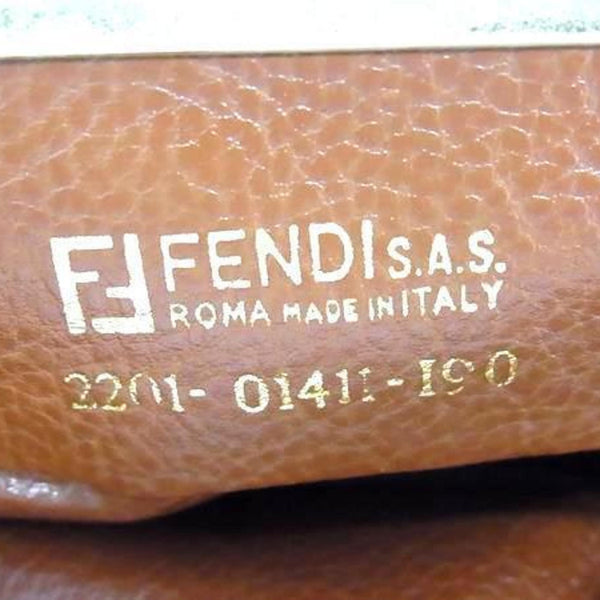 FF FENDI S.A.S.
ROMA MADE IN ITALY
2201- 01411-190